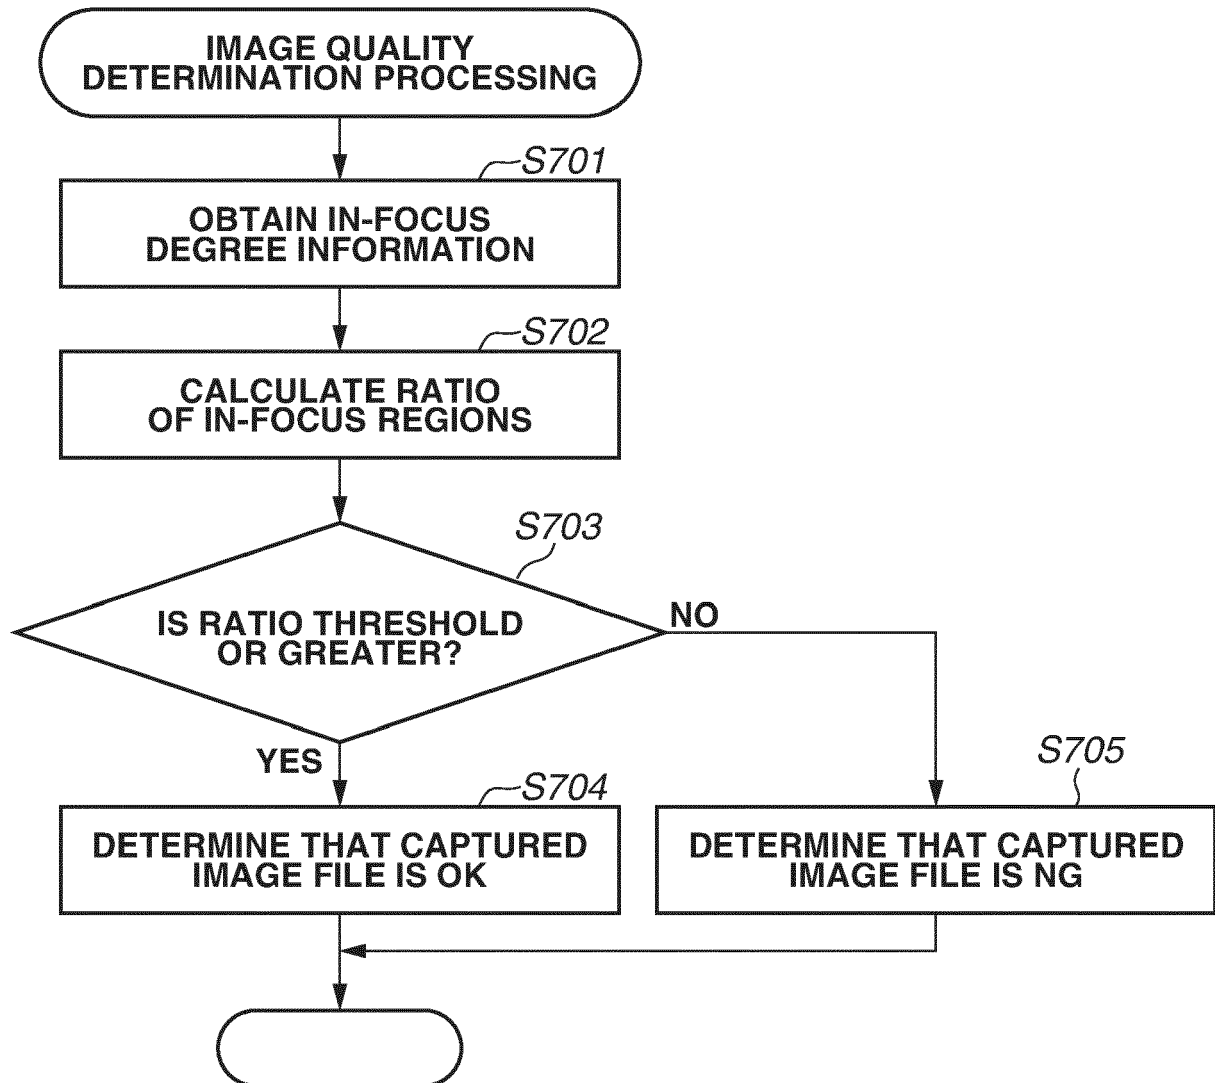 IMAGE QUALITY
DETERMINATION PROCESSING
S701
OBTAIN IN-FOCUS
DEGREE INFORMATION
S702
CALCULATE RATIO
OF IN-FOCUS REGIONS
S703
IS RATIO THRESHOLD
OR GREATER?
NO
YES
S704
DETERMINE THAT CAPTURED
IMAGE FILE IS OK
S705
DETERMINE THAT CAPTURED
IMAGE FILE IS NG